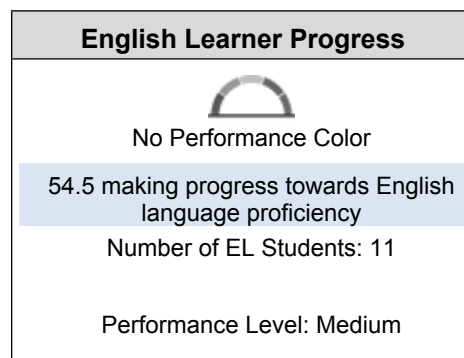 English Learner Progress
No Performance Color
54.5 making progress towards English
language proficiency
Number of EL Students: 11
Performance Level: Medium